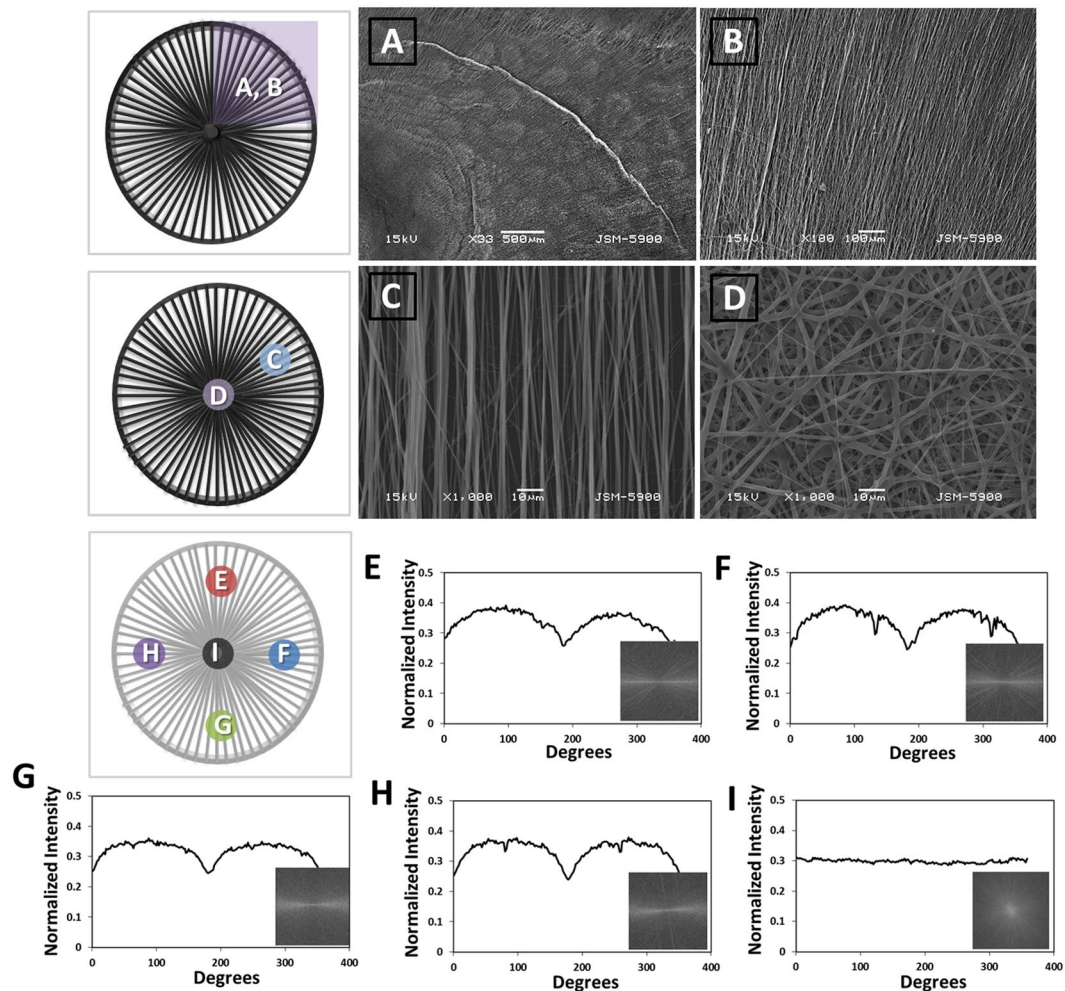 A, B
A
15kV X33 500µm JSM-5900
B
15kV X100 100µm JSM-5900
C
D
C
15kV X1,000 10µm JSM-5900
D
15kV X1,000 10µm JSM-5900
E
H
I
F
G
E
Normalized Intensity
0.5
0.4
0.3
0.2
0.1
0
0 100 200 300 400
Degrees
F
Normalized Intensity
0.5
0.4
0.3
0.2
0.1
0
0 100 200 300 400
Degrees
G
Normalized Intensity
0.5
0.4
0.3
0.2
0.1
0
0 100 200 300 400
Degrees
H
Normalized Intensity
0.5
0.4
0.3
0.2
0.1
0
0 100 200 300 400
Degrees
I
Normalized Intensity
0.5
0.4
0.3
0.2
0.1
0
0 100 200 300 400
Degrees